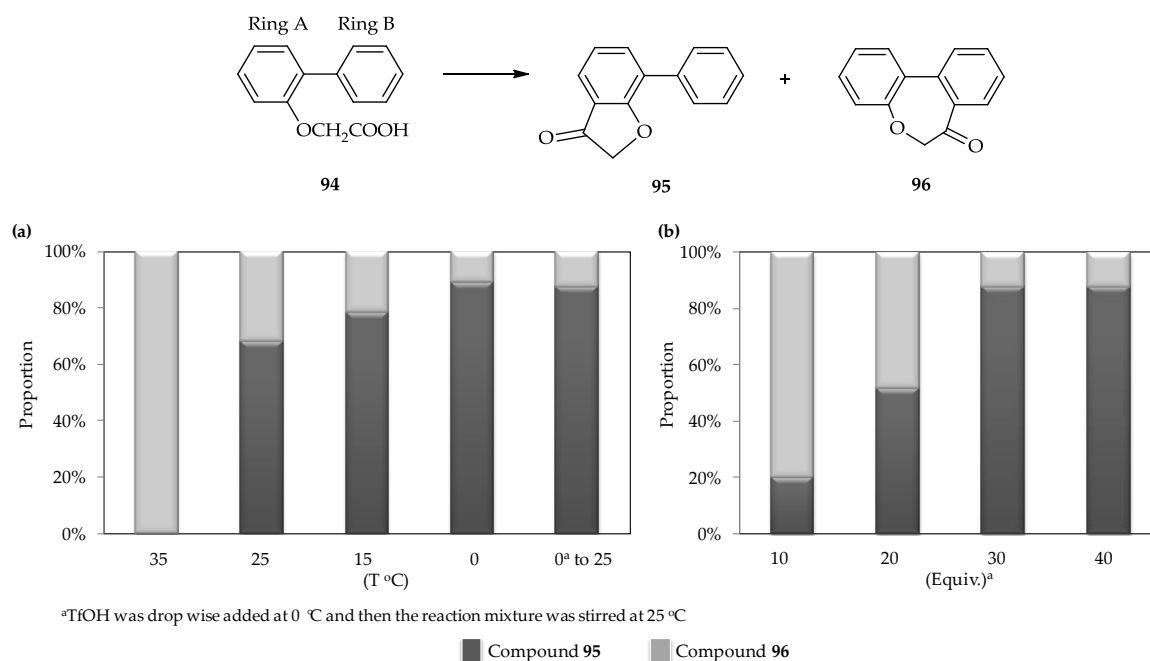 Ring A Ring B
OCH2COOH
O
O
O
O
+
94 95 96
(a)
100%
80%
60%
40%
20%
0%
Proportion
35 25 15 0 0ª to 25
(T °C)
(b)
100%
80%
60%
40%
20%
0%
Proportion
10 20 30 40
(Equiv.)ª
ªTfOH was drop wise added at 0 °C and then the reaction mixture was stirred at 25 °C
Compound 95 Compound 96